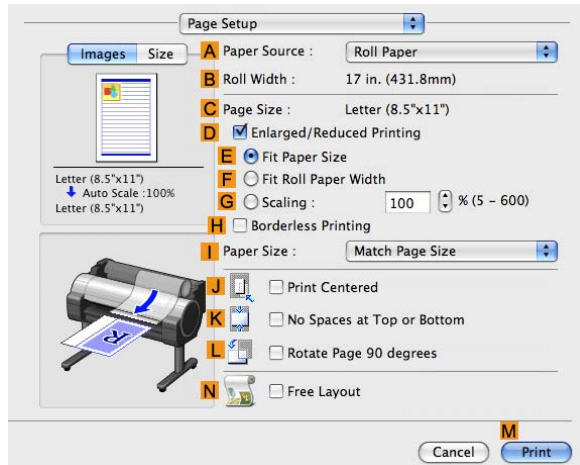 Page Setup
Images Size
A Paper Source : Roll Paper
B Roll Width : 17 in. (431.8mm)
C Page Size : Letter (8.5"x11")
D Enlarged/Reduced Printing
E Fit Paper Size
F Fit Roll Paper Width
G Scaling : 100 % (5 – 600)
H Borderless Printing
I Paper Size : Match Page Size
Letter (8.5"x11")
Auto Scale :100%
Letter (8.5"x11")
J Print Centered
K No Spaces at Top or Bottom
L Rotate Page 90 degrees
N Free Layout
M
Cancel Print